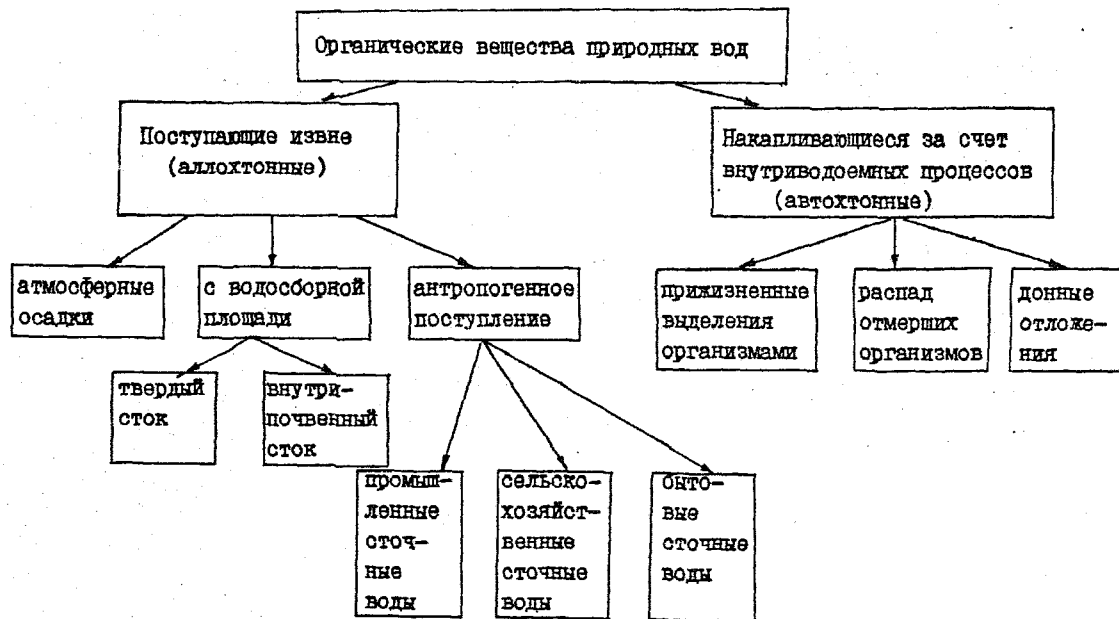 Органические вещества природных вод
Поступающие извне
(аллохтонные)
Накапливающиеся за счет
внутриводоемных процессов
(автохтонные)
атмосферные
осадки
с водосборной
площади
антропогенное
поступление
прижизненные
выделения
организмами
распад
отмерших
организмов
донные
отложе-
ния
твердый
сток
внутри-
почвенный
сток
промыш-
ленные
сточ-
ные
воды
сельско-
хозяйст-
венные
сточные
воды
быто-
вые
сточные
воды